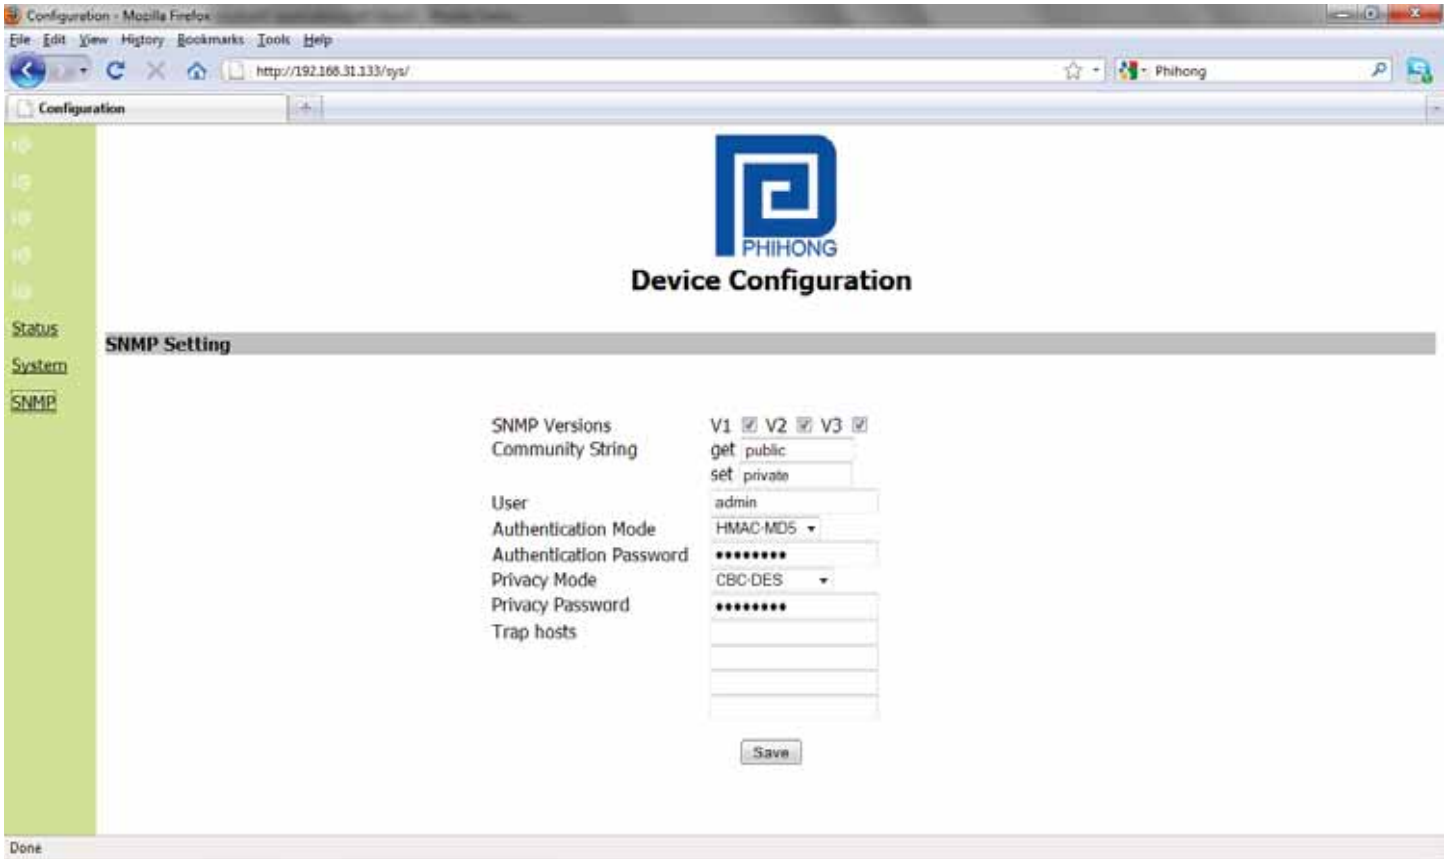 Configuration - Mozilla Firefox
File Edit View History Bookmarks Tools Help
http://192.168.31.133/sys/
Phihong
Configuration
PHIHONG
Device Configuration
Status
System
SNMP
SNMP Setting
SNMP Versions V1 V2 V3
Community String get public
set private
User admin
Authentication Mode HMAC-MD5
Authentication Password ••••••••
Privacy Mode CBC-DES
Privacy Password ••••••••
Trap hosts
Save
Done